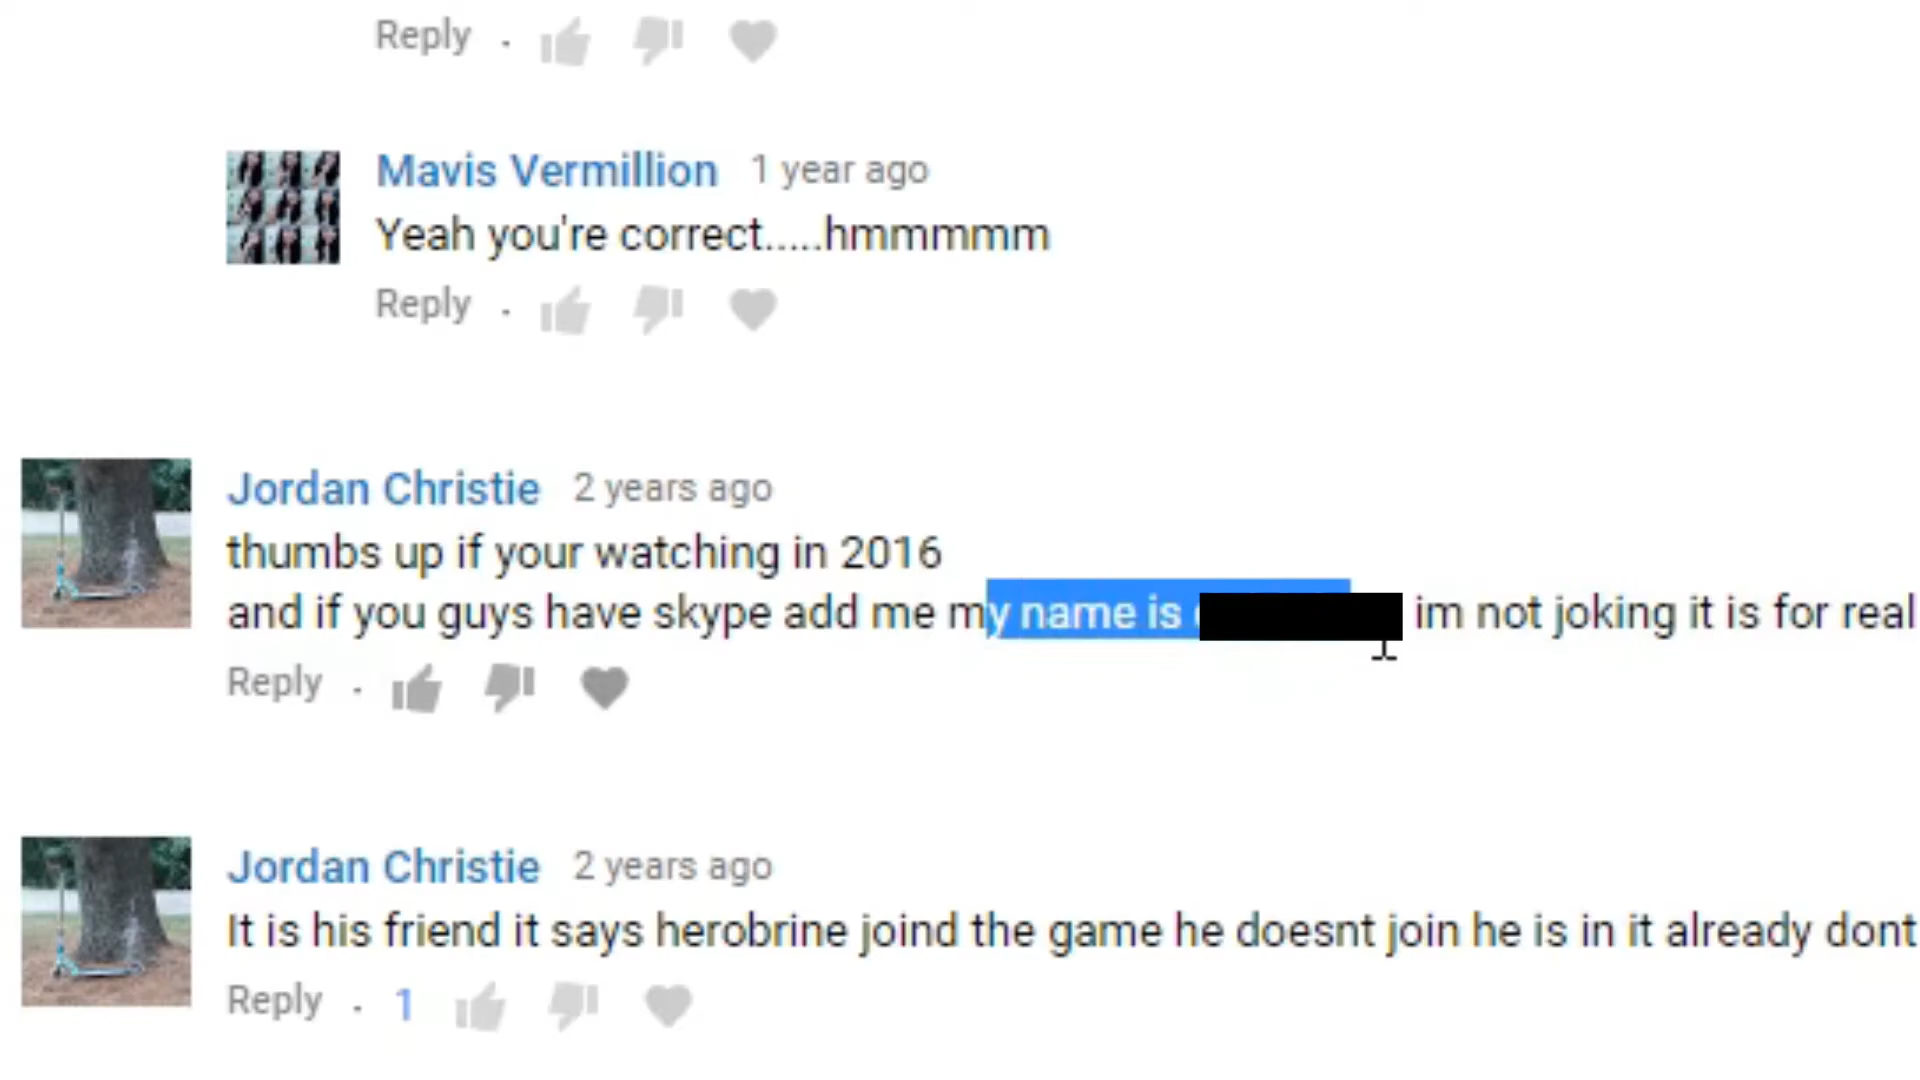 Reply .
Mavis Vermillion 1 year ago
Yeah you're correct.....hmmmmm
Reply .
Jordan Christie 2 years ago
thumbs up if your watching in 2016
and if you guys have skype add me my name is im not joking it is for real
Reply .
Jordan Christie 2 years ago
It is his friend it says herobrine joind the game he doesnt join he is in it already dont
Reply . 1